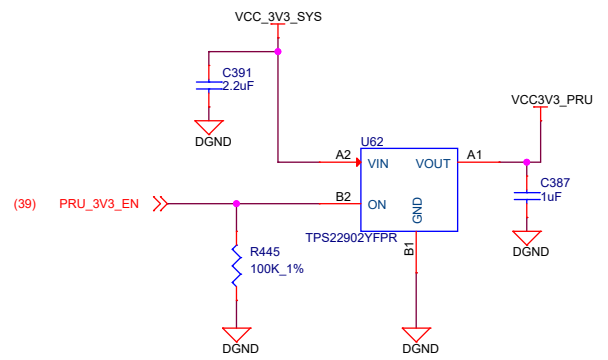 VCC_3V3_SYS
C391
2.2uF
VCC3V3_PRU
DGND
U62
A2
VIN
VOUT
A1
C387
1uF
(39)
PRU_3V3_EN
B2
ON
GND
TPS22902YFPR
B1
DGND
R445
100K_1%
DGND
DGND